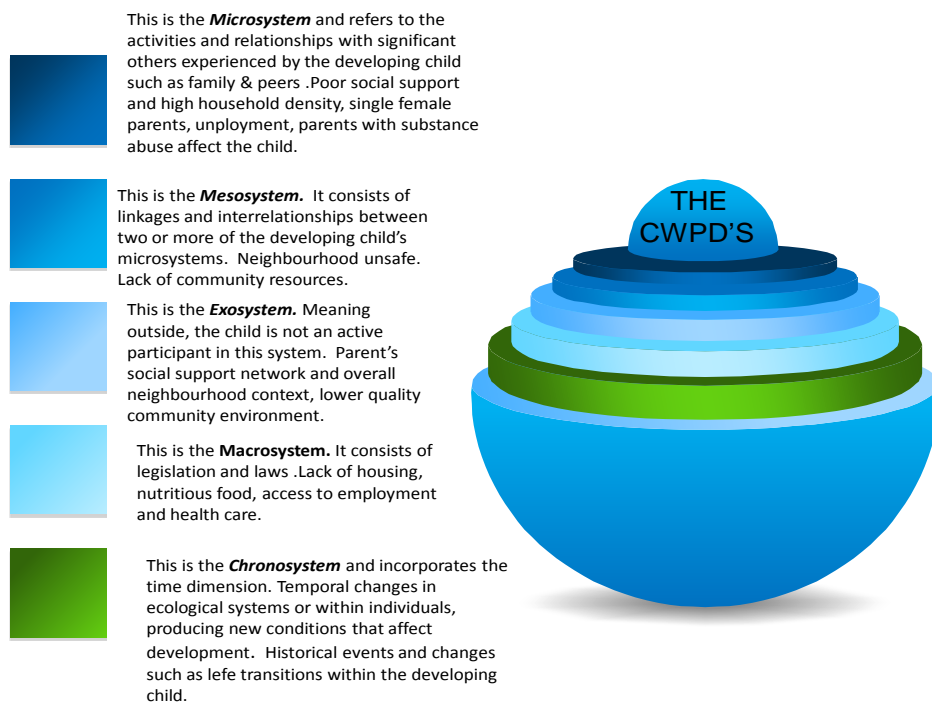 This is the Microsystem and refers to the
activities and relationships with significant
others experienced by the developing child
such as family & peers .Poor social support
and high household density, single female
parents, unployment, parents with substance
abuse affect the child.
This is the Mesosystem. It consists of
linkages and interrelationships between
two or more of the developing child's
microsystems. Neighbourhood unsafe.
Lack of community resources.
This is the Exosystem. Meaning
outside, the child is not an active
participant in this system. Parent's
social support network and overall
neighbourhood context, lower quality
community environment.
This is the Macrosystem. It consists of
legislation and laws .Lack of housing,
nutritious food, access to employment
and health care.
This is the Chronosystem and incorporates the
time dimension. Temporal changes in
ecological systems or within individuals,
producing new conditions that affect
development. Historical events and changes
such as lefe transitions within the developing
child.
THE
CWPD'S